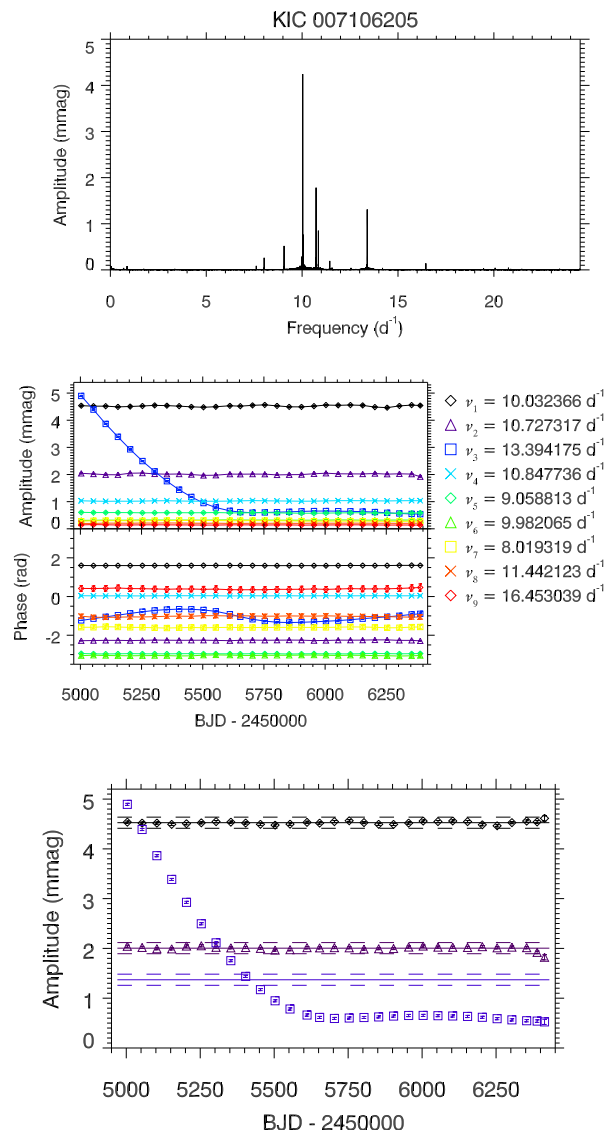 KIC 007106205
Amplitude (mmag)
5
4
3
2
1
0
0 5 10 15 20
Frequency (d⁻¹)
Amplitude (mmag)
5
4
3
2
1
0
Phase (rad)
2
0
-2
5000 5250 5500 5750 6000 6250
BJD - 2450000
ν₁ = 10.032366 d⁻¹
ν₂ = 10.727317 d⁻¹
ν₃ = 13.394175 d⁻¹
ν₄ = 10.847736 d⁻¹
ν₅ = 9.058813 d⁻¹
ν₆ = 9.982065 d⁻¹
ν₇ = 8.019319 d⁻¹
ν₈ = 11.442123 d⁻¹
ν₉ = 16.453039 d⁻¹
Amplitude (mmag)
5
4
3
2
1
0
5000 5250 5500 5750 6000 6250
BJD - 2450000